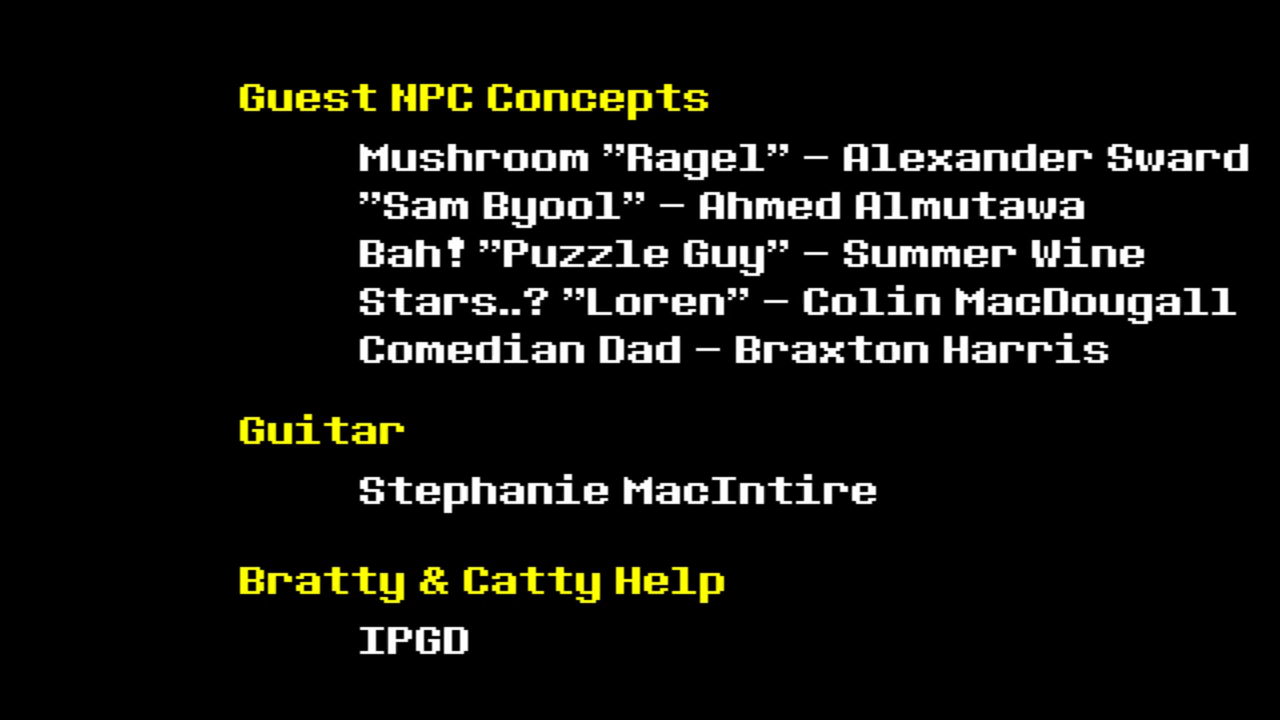 Guest NPC Concepts
Mushroom ”Ragel” – Alexander Sward
”Sam Byool” – Ahmed Almutawa
Bah! ”Puzzle Guy” – Summer Wine
Stars..? ”Loren” – Colin MacDougall
Comedian Dad – Braxton Harris
Guitar
Stephanie MacIntire
Bratty & Catty Help
IPGD